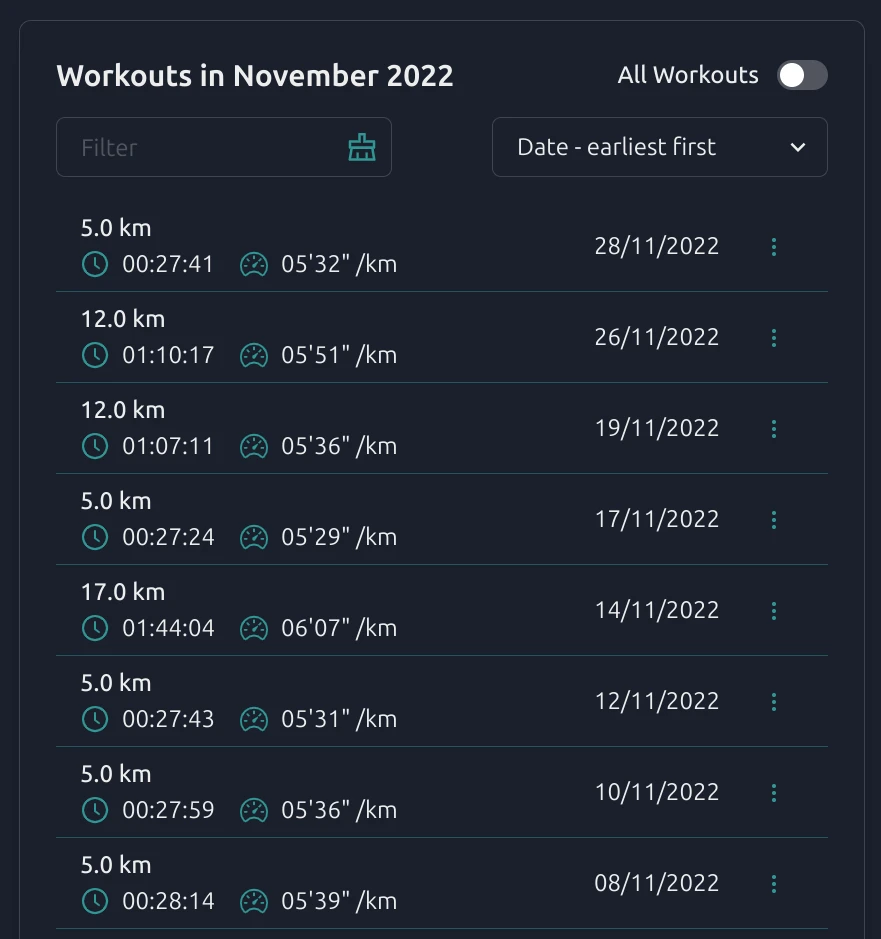 Workouts in November 2022 All Workouts
Filter Date - earliest first
5.0 km
00:27:41 05'32" /km 28/11/2022
12.0 km
01:10:17 05'51" /km 26/11/2022
12.0 km
01:07:11 05'36" /km 19/11/2022
5.0 km
00:27:24 05'29" /km 17/11/2022
17.0 km
01:44:04 06'07" /km 14/11/2022
5.0 km
00:27:43 05'31" /km 12/11/2022
5.0 km
00:27:59 05'36" /km 10/11/2022
5.0 km
00:28:14 05'39" /km 08/11/2022